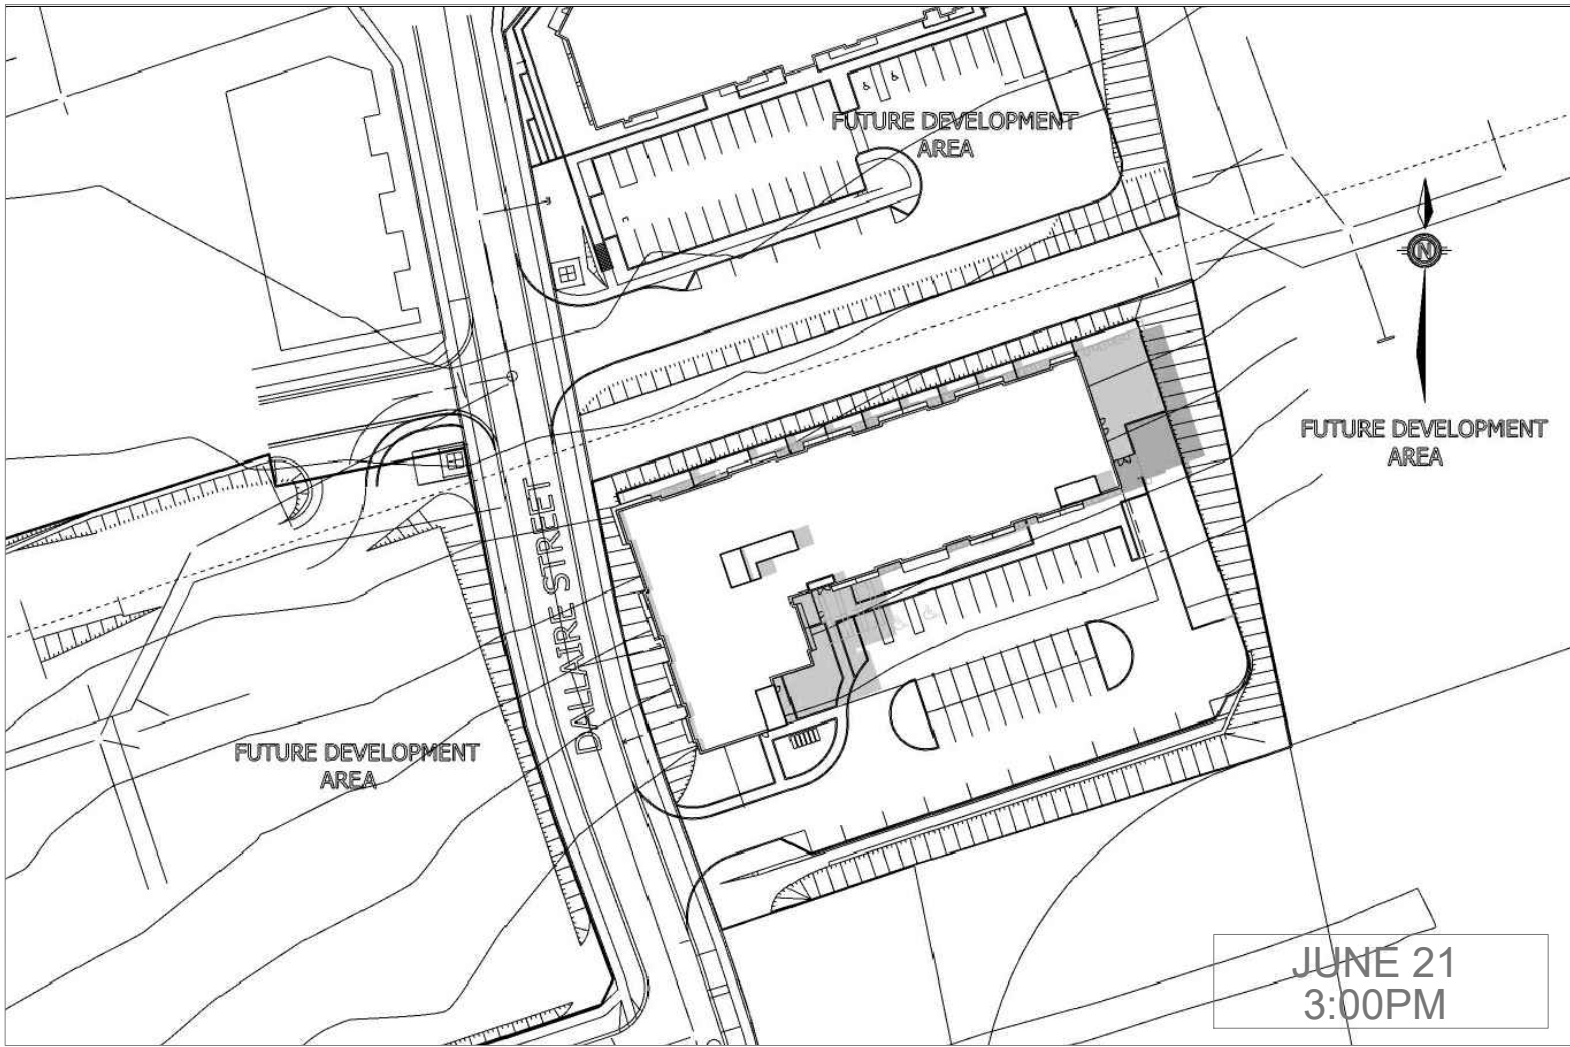 FUTURE DEVELOPMENT
AREA
N
FUTURE DEVELOPMENT
AREA
DALLAIRE STREET
FUTURE DEVELOPMENT
AREA
JUNE 21
3:00PM